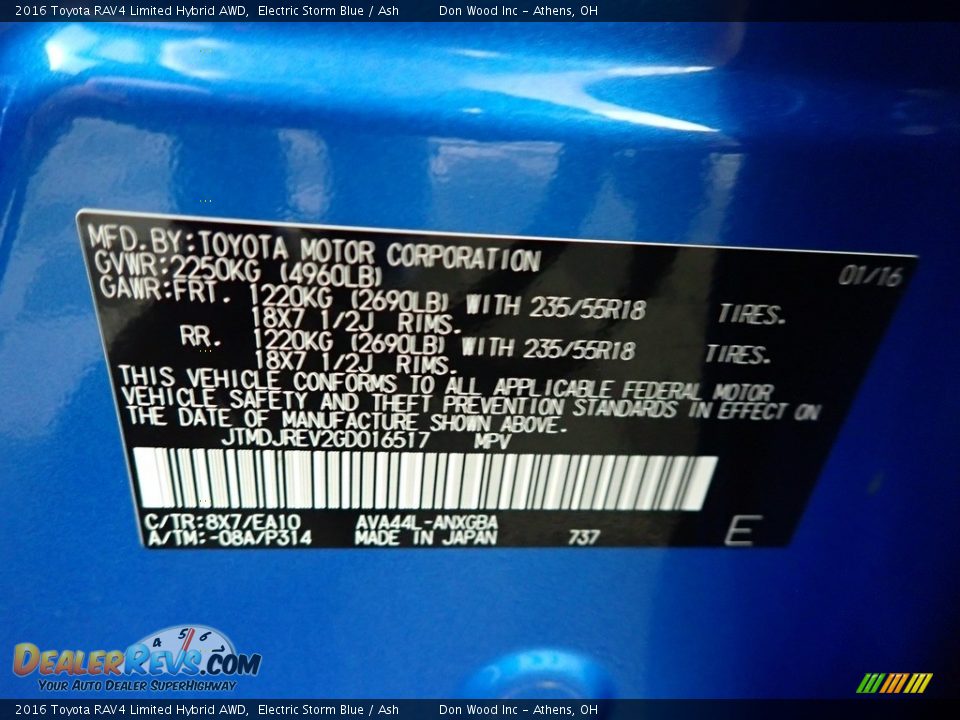 2016 Toyota RAV4 Limited Hybrid AWD, Electric Storm Blue / Ash Don Wood Inc - Athens, OH
MFD. BY: TOYOTA MOTOR CORPORATION 01/16
GVWR: 2250KG (4960LB)
GAWR: FRT. 1220KG (2690LB) WITH 235/55R18 TIRES.
18X7 1/2J RIMS.
RR. 1220KG (2690LB) WITH 235/55R18 TIRES.
18X7 1/2J RIMS.
THIS VEHICLE CONFORMS TO ALL APPLICABLE FEDERAL MOTOR
VEHICLE SAFETY AND THEFT PREVENTION STANDARDS IN EFFECT ON
THE DATE OF MANUFACTURE SHOWN ABOVE.
JTMDJREV2GD016517 MPV
C/TR: 8X7/EA10 AVA44L-ANXGBA
A/TM: -08A/P314 MADE IN JAPAN 737 E
4 5 6 7
DEALERREVS.COM
YOUR AUTO DEALER SUPERHIGHWAY
2016 Toyota RAV4 Limited Hybrid AWD, Electric Storm Blue / Ash Don Wood Inc - Athens, OH